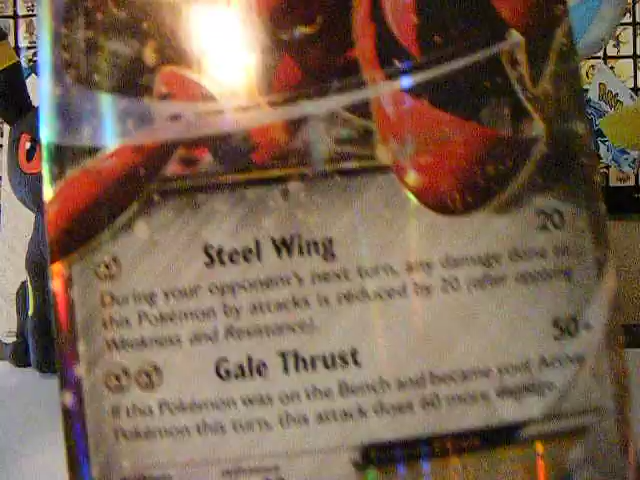 Steel Wing 20
During your opponent's next turn, any damage done to
this Pokémon by attacks is reduced by 20 (after applying
Weakness and Resistance).
Gale Thrust 50+
If this Pokémon was on the Bench and became your Active
Pokémon this turn, this attack does 60 more damage.